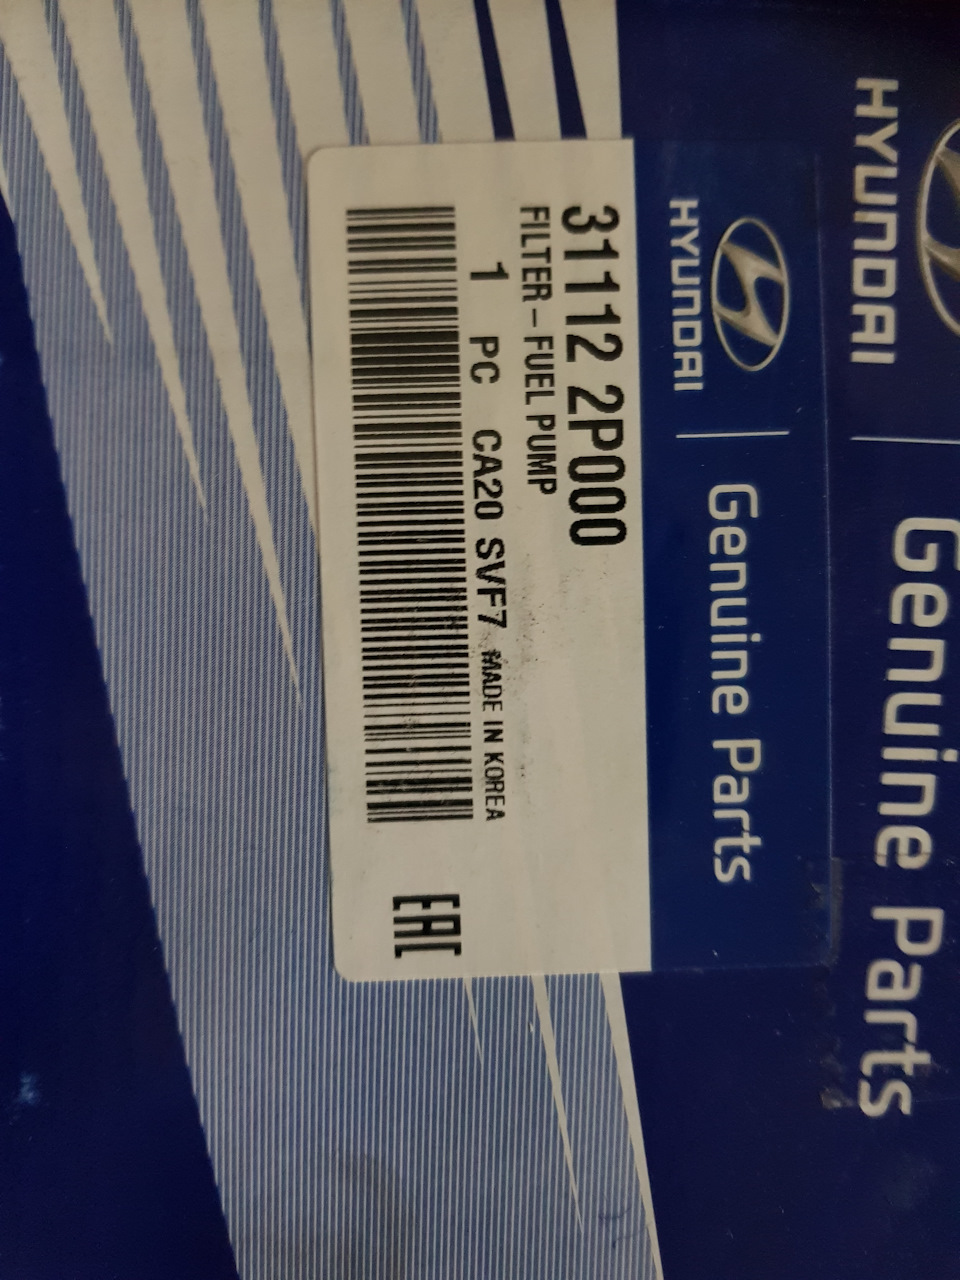 HYUNDAI | Genuine Parts
HYUNDAI | Genuine Parts
31112 2P000
FILTER-FUEL PUMP
1 PC CA20 SVF7 MADE IN KOREA
EAC